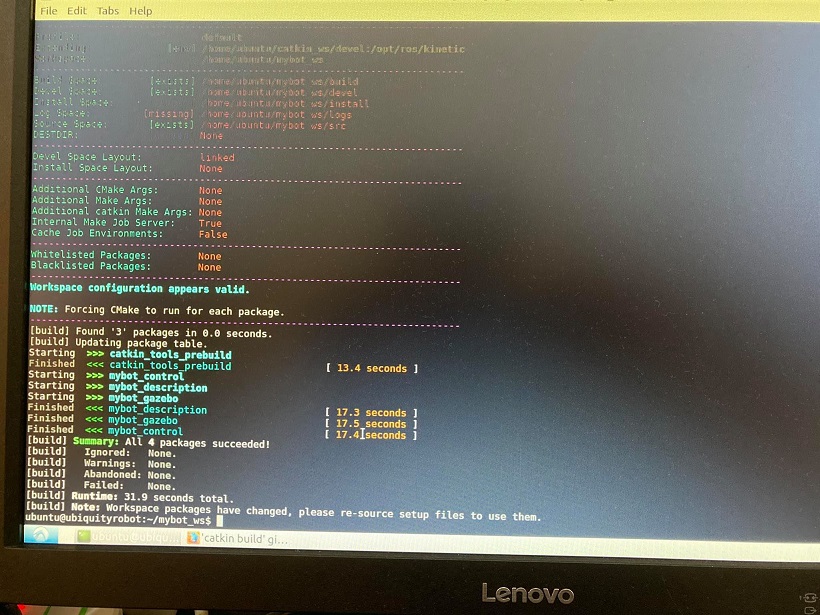 File Edit Tabs Help
default
[env] /home/ubuntu/catkin_ws/devel:/opt/ros/kinetic
/home/ubuntu/mybot_ws
Build Space: [exists] /home/ubuntu/mybot_ws/build
Devel Space: [exists] /home/ubuntu/mybot_ws/devel
Install Space: /home/ubuntu/mybot_ws/install
Log Space: [missing] /home/ubuntu/mybot_ws/logs
Source Space: [exists] /home/ubuntu/mybot_ws/src
DESTDIR: None
Devel Space Layout: linked
Install Space Layout: None
Additional CMake Args: None
Additional Make Args: None
Additional catkin Make Args: None
Internal Make Job Server: True
Cache Job Environments: False
Whitelisted Packages: None
Blacklisted Packages: None
Workspace configuration appears valid.
NOTE: Forcing CMake to run for each package.
[build] Found '3' packages in 0.0 seconds.
[build] Updating package table.
Starting >>> catkin_tools_prebuild
Finished <<< catkin_tools_prebuild [ 13.4 seconds ]
Starting >>> mybot_control
Starting >>> mybot_description
Starting >>> mybot_gazebo
Finished <<< mybot_description [ 17.3 seconds ]
Finished <<< mybot_gazebo [ 17.5 seconds ]
Finished <<< mybot_control [ 17.4 seconds ]
[build] Summary: All 4 packages succeeded!
[build] Ignored: None.
[build] Warnings: None.
[build] Abandoned: None.
[build] Failed: None.
[build] Runtime: 31.9 seconds total.
[build] Note: Workspace packages have changed, please re-source setup files to use them.
ubuntu@ubiquityrobot:~/mybot_ws$
'catkin build' gi...
Lenovo